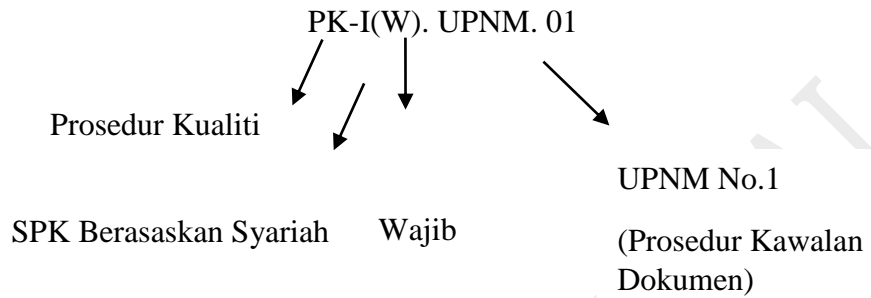 PK-I(W). UPNM. 01
Prosedur Kualiti
UPNM No.1
SPK Berasaskan Syariah
Wajib
(Prosedur Kawalan
Dokumen)